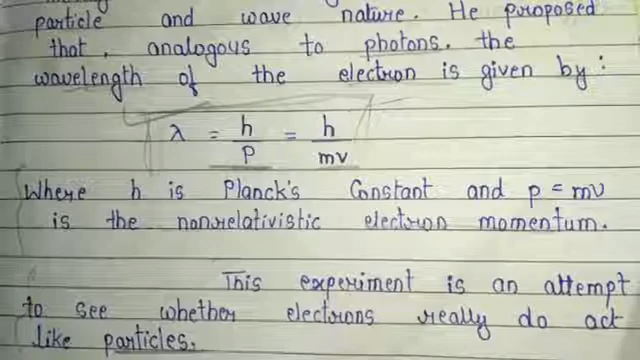 particle and wave nature. He proposed
that, analogous to photons. the
wavelength of the electron is given by:
λ = h/P = h/mv
Where h is Planck's Constant and p = mv
is the nonrelativistic electron momentum.
This experiment is an attempt
to see whether electrons really do act
like particles.